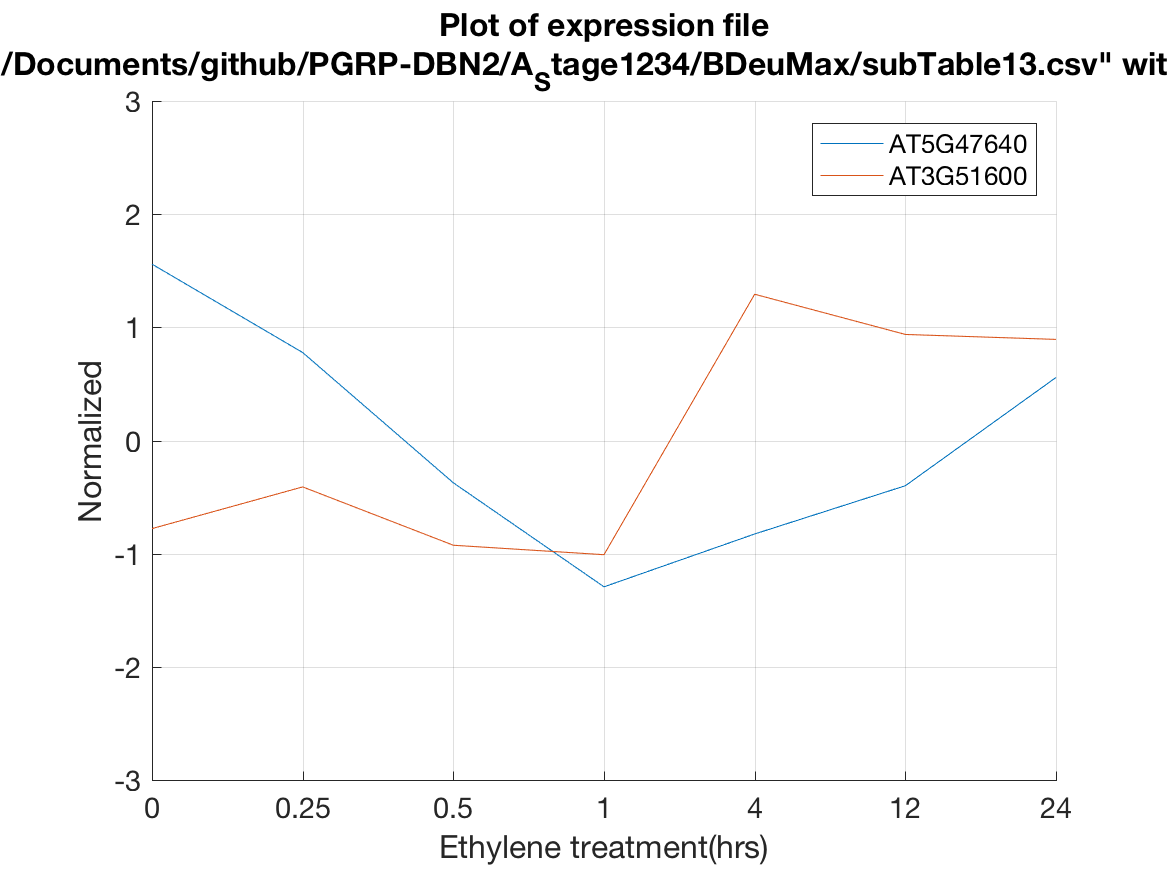 Plot of expression file
/Documents/github/PGRP-DBN2/AStage1234/BDeuMax/subTable13.csv" wit
3
AT5G47640
AT3G51600
2
1
0
-1
-2
-3
Normalized
0 0.25 0.5 1 4 12 24
Ethylene treatment(hrs)